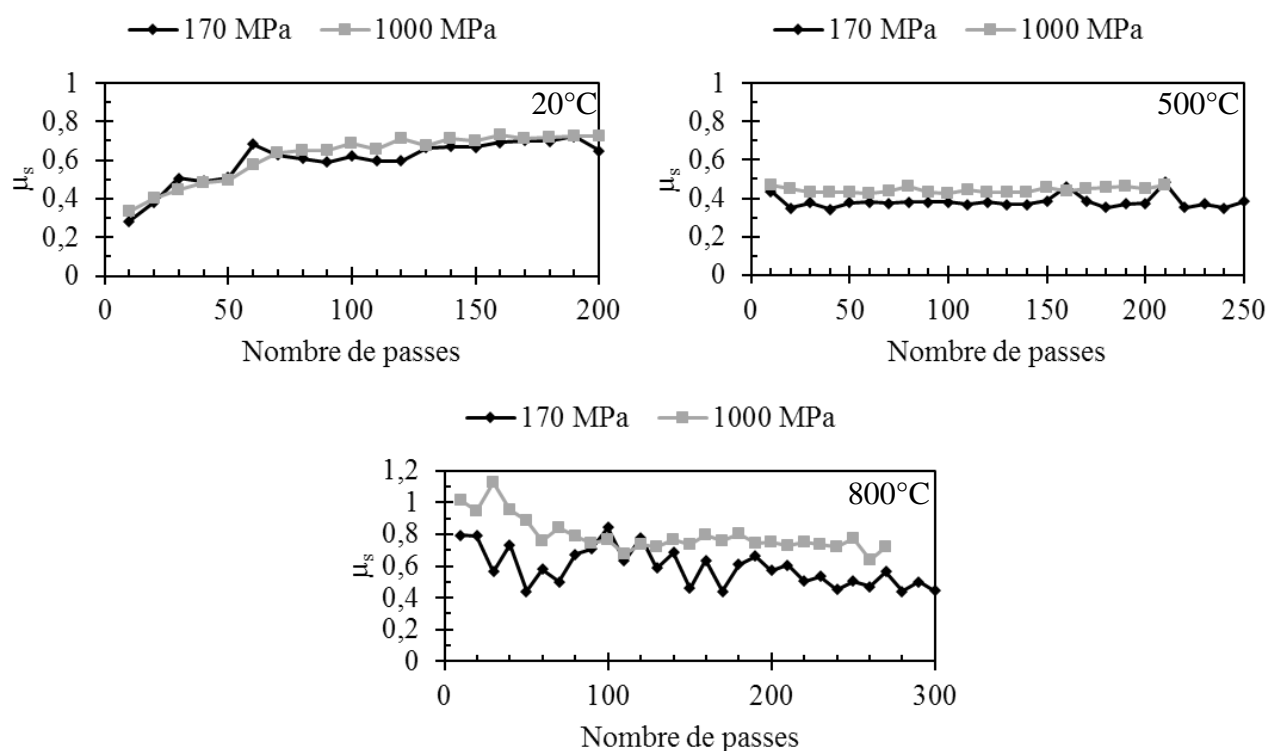 170 MPa 1000 MPa
20°C
1
0,8
0,6
0,4
0,2
0
μs
0 50 100 150 200
Nombre de passes
170 MPa 1000 MPa
500°C
1
0,8
0,6
0,4
0,2
0
μs
0 50 100 150 200 250
Nombre de passes
170 MPa 1000 MPa
800°C
1,2
1
0,8
0,6
0,4
0,2
0
μs
0 100 200 300
Nombre de passes